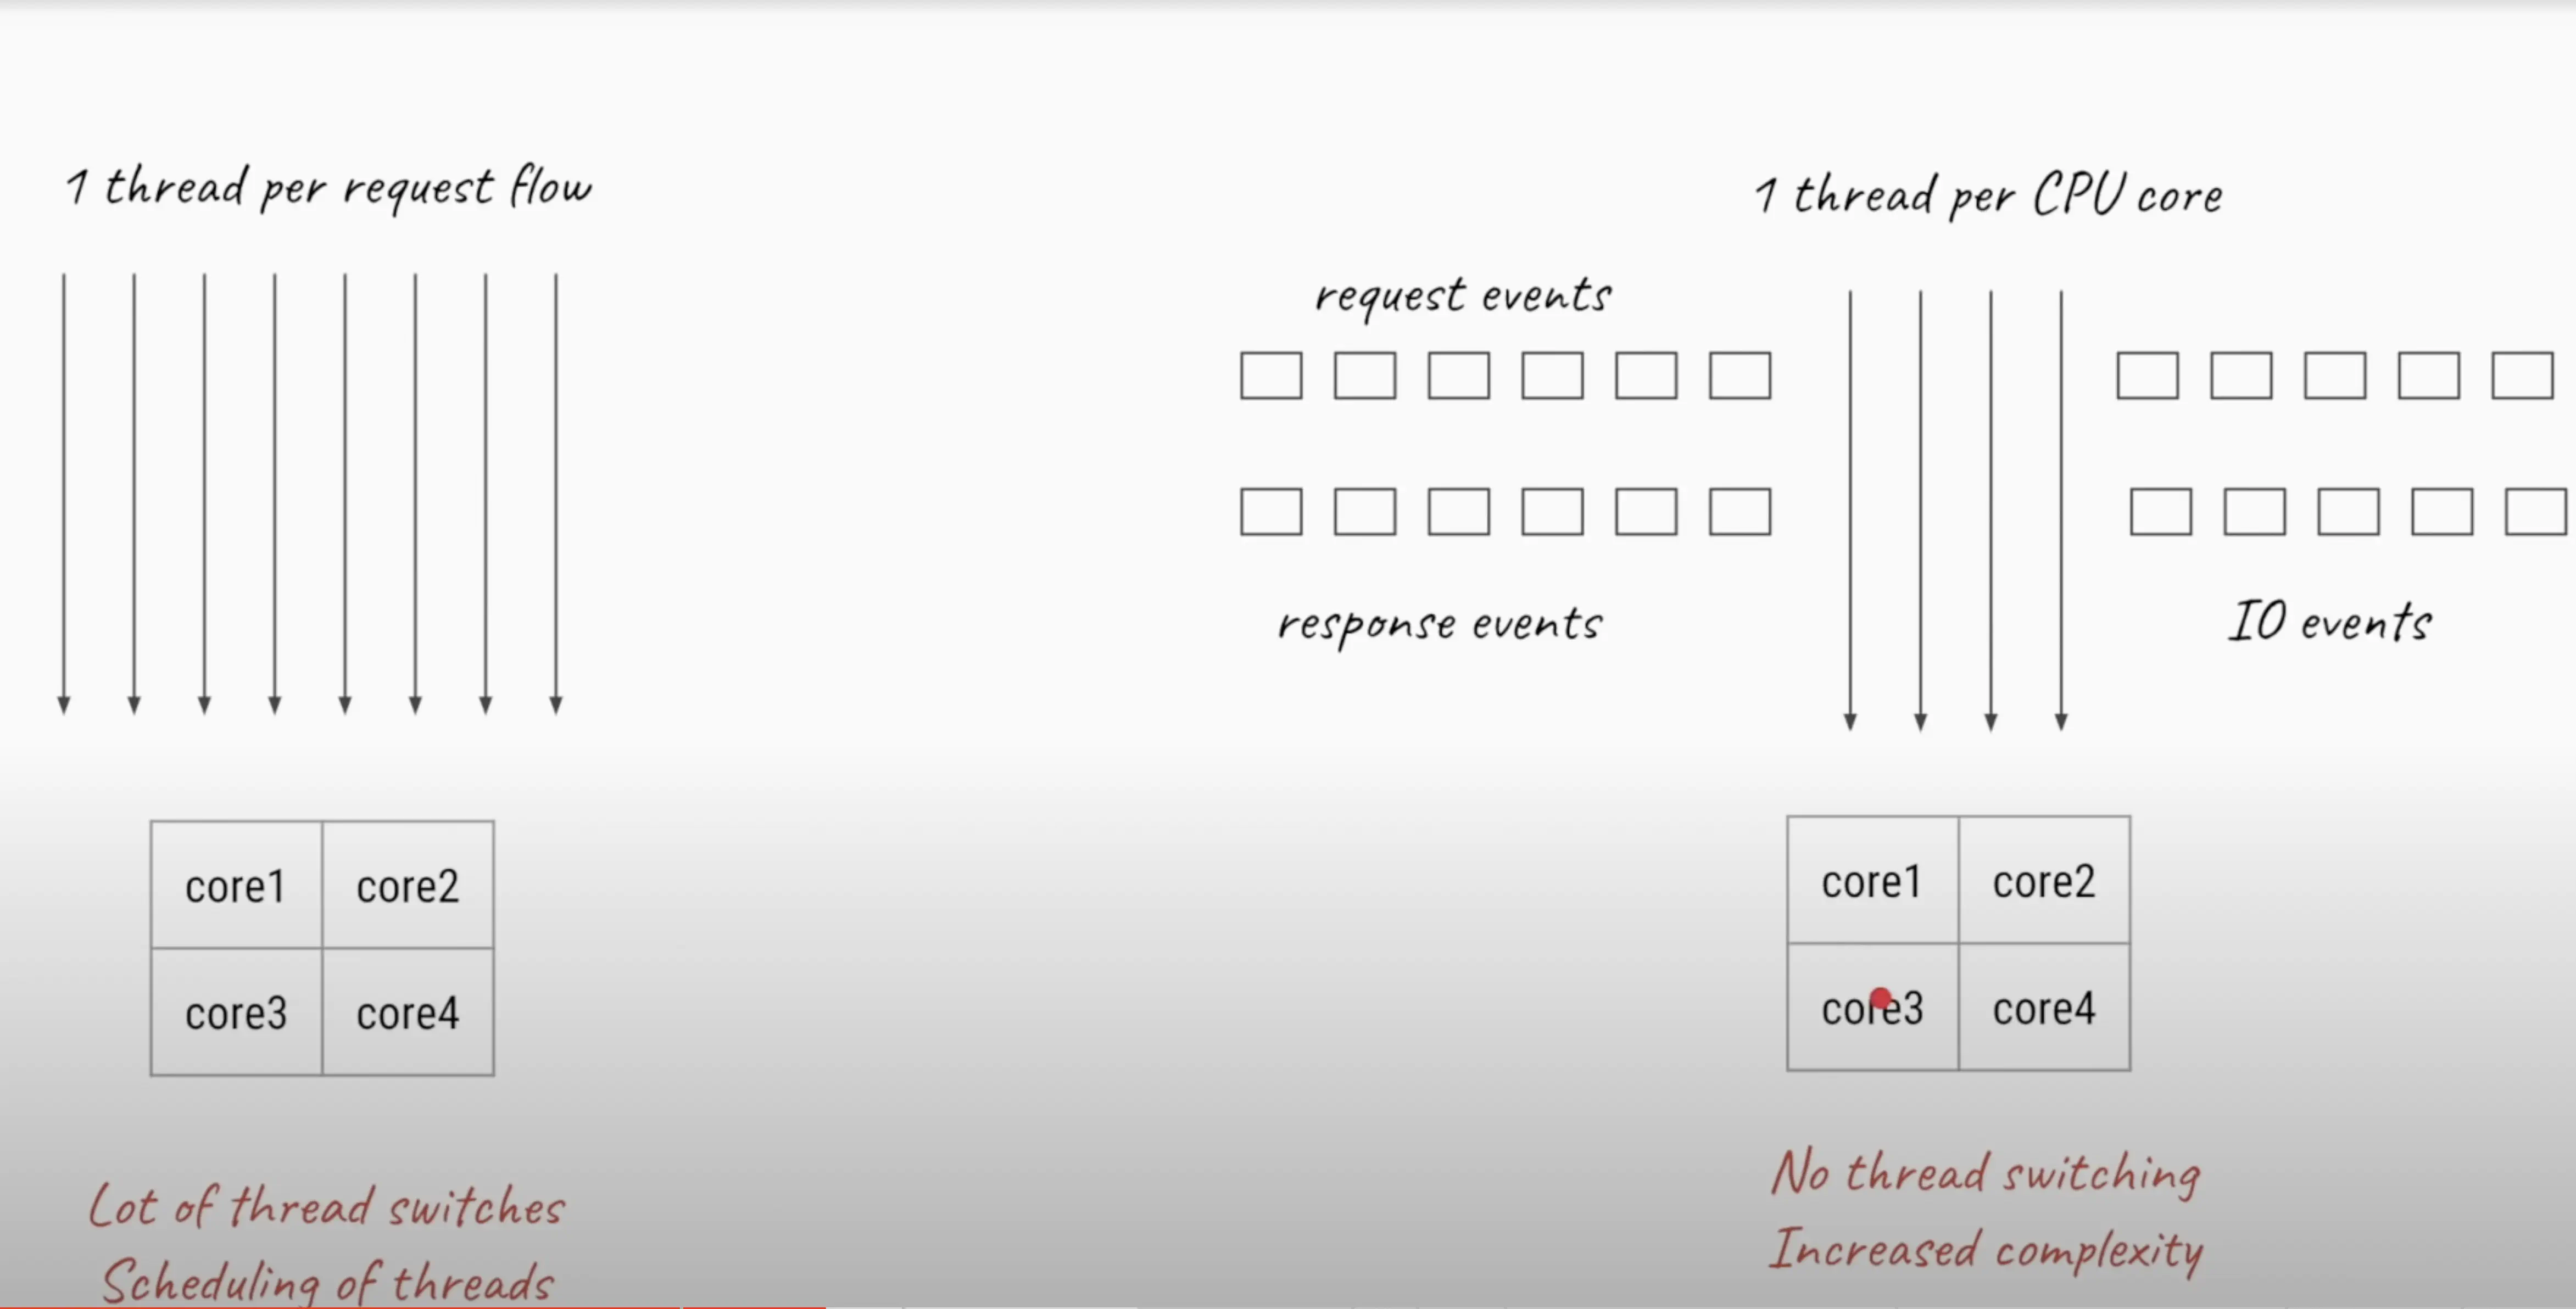 1 thread per request flow
core1 core2
core3 core4
Lot of thread switches
Scheduling of threads
1 thread per CPU core
request events
response events
IO events
core1 core2
core3 core4
No thread switching
Increased complexity